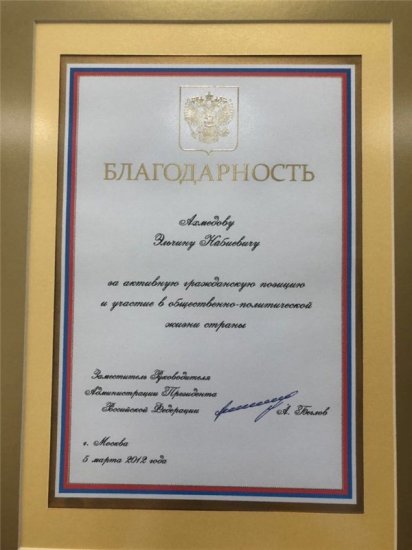 БЛАГОДАРНОСТЬ
Ахмедову
Эльчину Набиевичу
за активную гражданскую позицию
и участие в общественно-политической
жизни страны
Заместитель Руководителя
Администрации Президента
Российской Федерации
А. Беглов
г. Москва
5 марта 2012 года